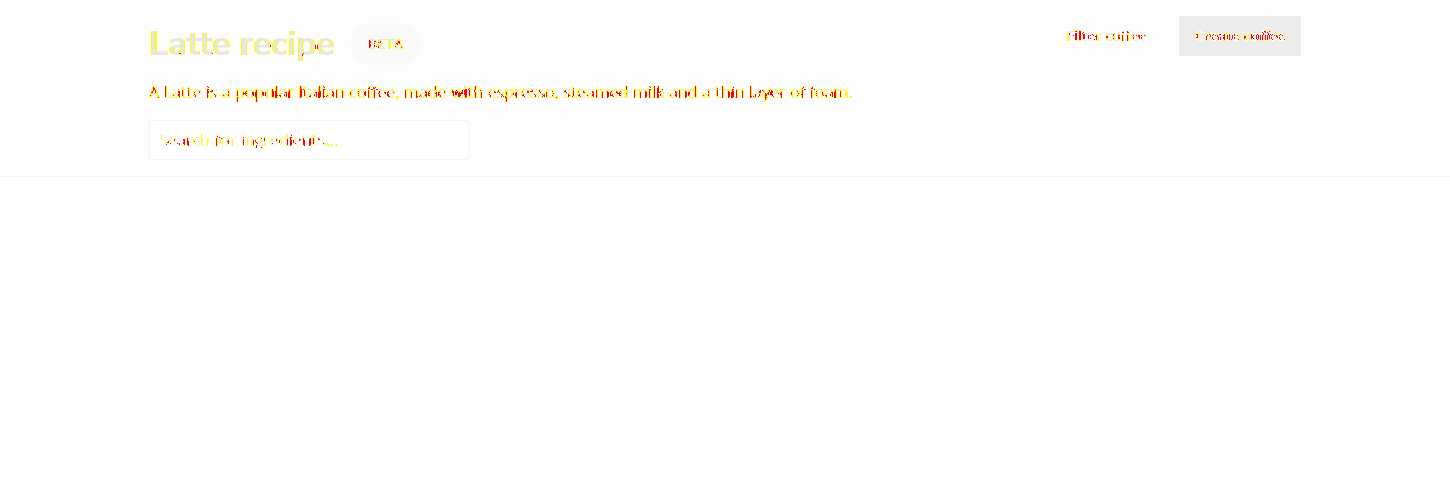 Latte recipe
BETA
Filter coffee
Create coffee
A Latte is a popular Italian coffee, made with espresso, steamed milk and a thin layer of foam.
Search for ingredients...